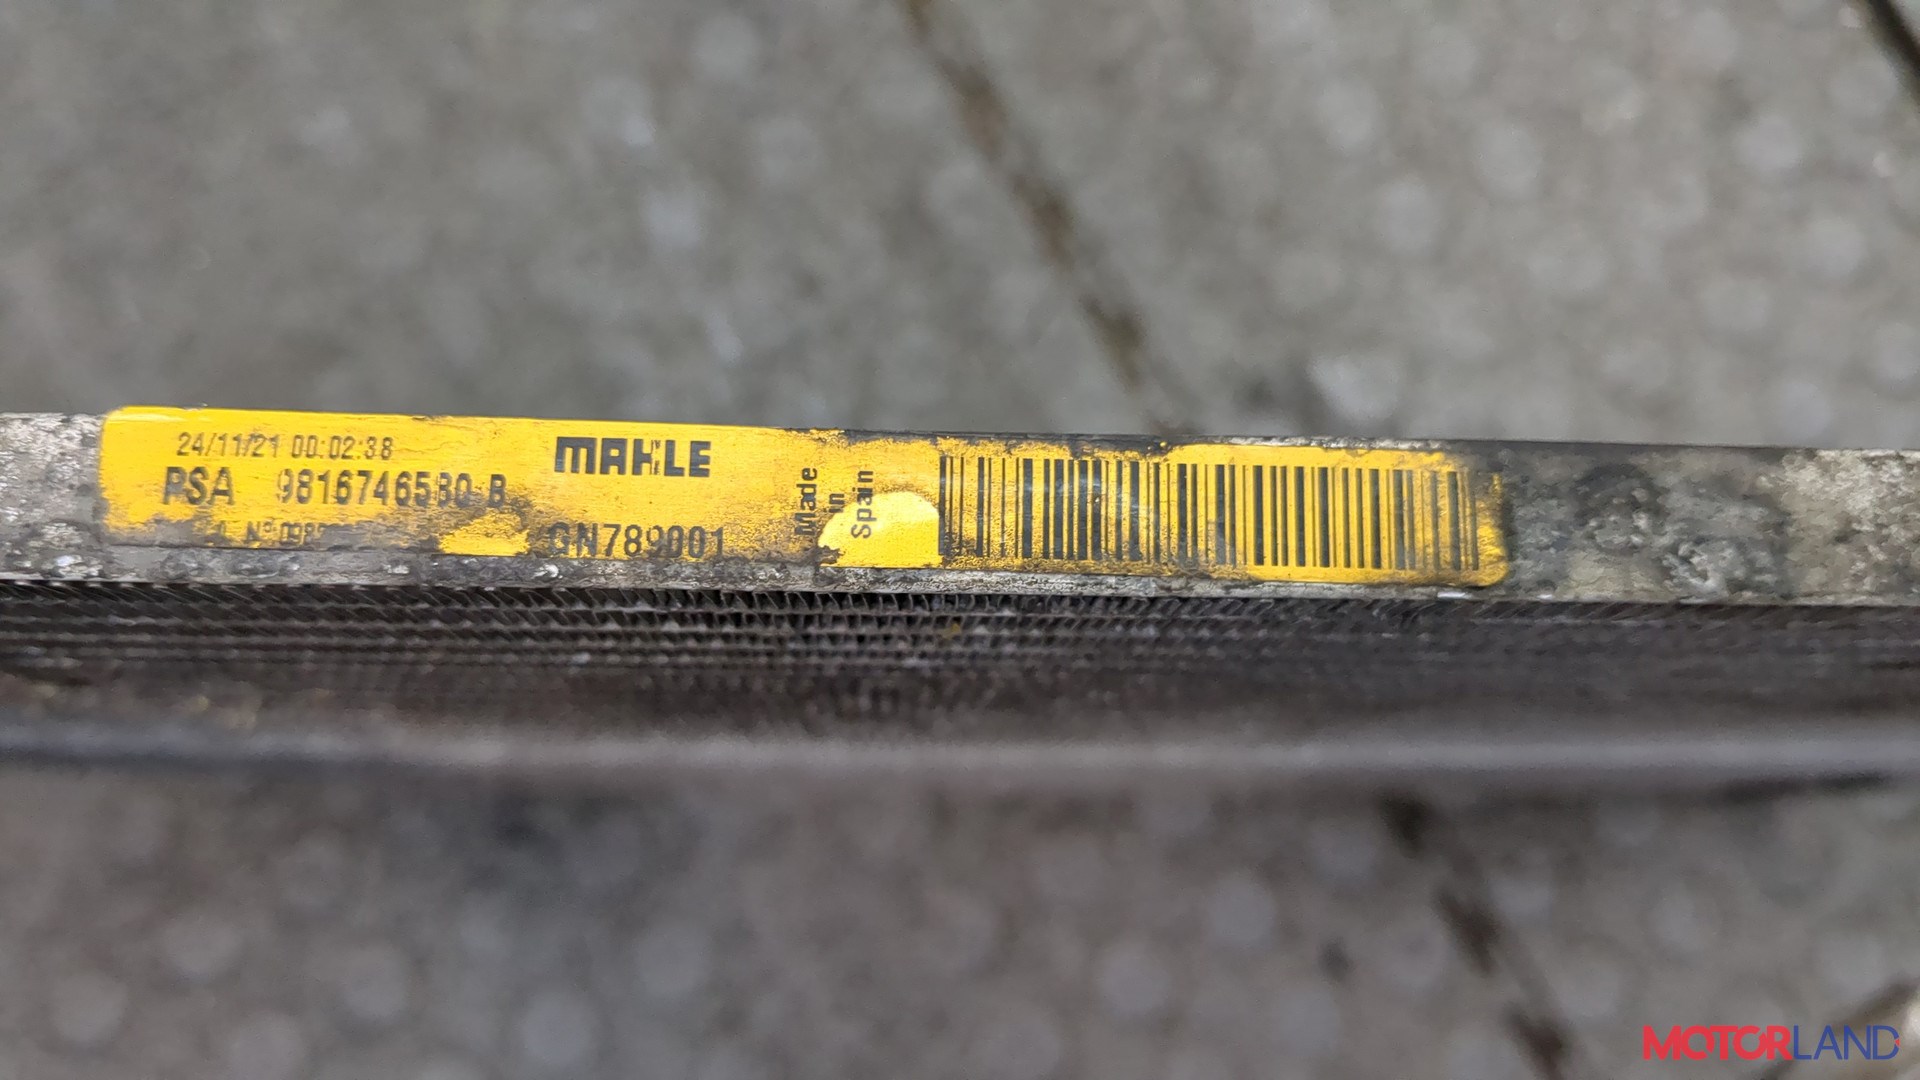 24/11/21 00:02:38
PSA 9816746580 B
MAHLE
GN789001
Made
in
Spain
MOTORLAND